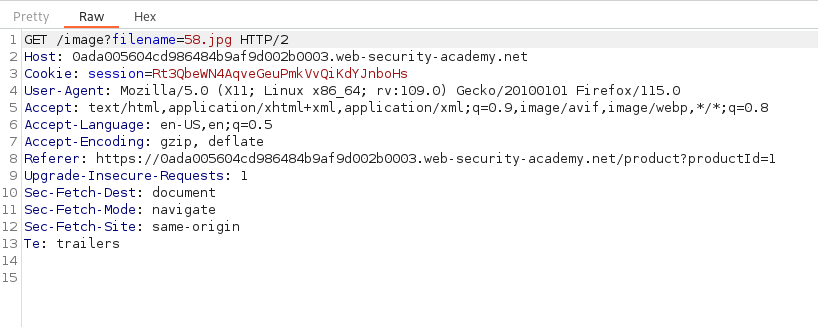 Pretty Raw Hex
1 GET /image?filename=58.jpg HTTP/2
2 Host: 0ada005604cd986484b9af9d002b0003.web-security-academy.net
3 Cookie: session=Rt3QbeWN4AqveGeuPmkVvQiKdYJnboHs
4 User-Agent: Mozilla/5.0 (X11; Linux x86_64; rv:109.0) Gecko/20100101 Firefox/115.0
5 Accept: text/html,application/xhtml+xml,application/xml;q=0.9,image/avif,image/webp,*/*;q=0.8
6 Accept-Language: en-US,en;q=0.5
7 Accept-Encoding: gzip, deflate
8 Referer: https://0ada005604cd986484b9af9d002b0003.web-security-academy.net/product?productId=1
9 Upgrade-Insecure-Requests: 1
10 Sec-Fetch-Dest: document
11 Sec-Fetch-Mode: navigate
12 Sec-Fetch-Site: same-origin
13 Te: trailers
14
15